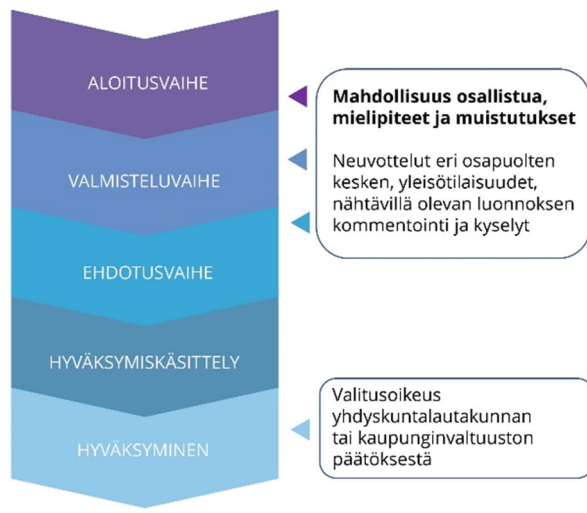 ALOITUSVAIHE
Mahdollisuus osallistua,
mielipiteet ja muistutukset
Neuvottelut eri osapuolten
kesken, yleisötilaisuudet,
nähtävillä olevan luonnoksen
kommentointi ja kyselyt
VALMISTELUVAIHE
EHDOTUSVAIHE
HYVÄKSYMISKÄSITTELY
HYVÄKSYMINEN
Valitusoikeus
yhdyskuntalautakunnan
tai kaupunginvaltuuston
päätöksestä